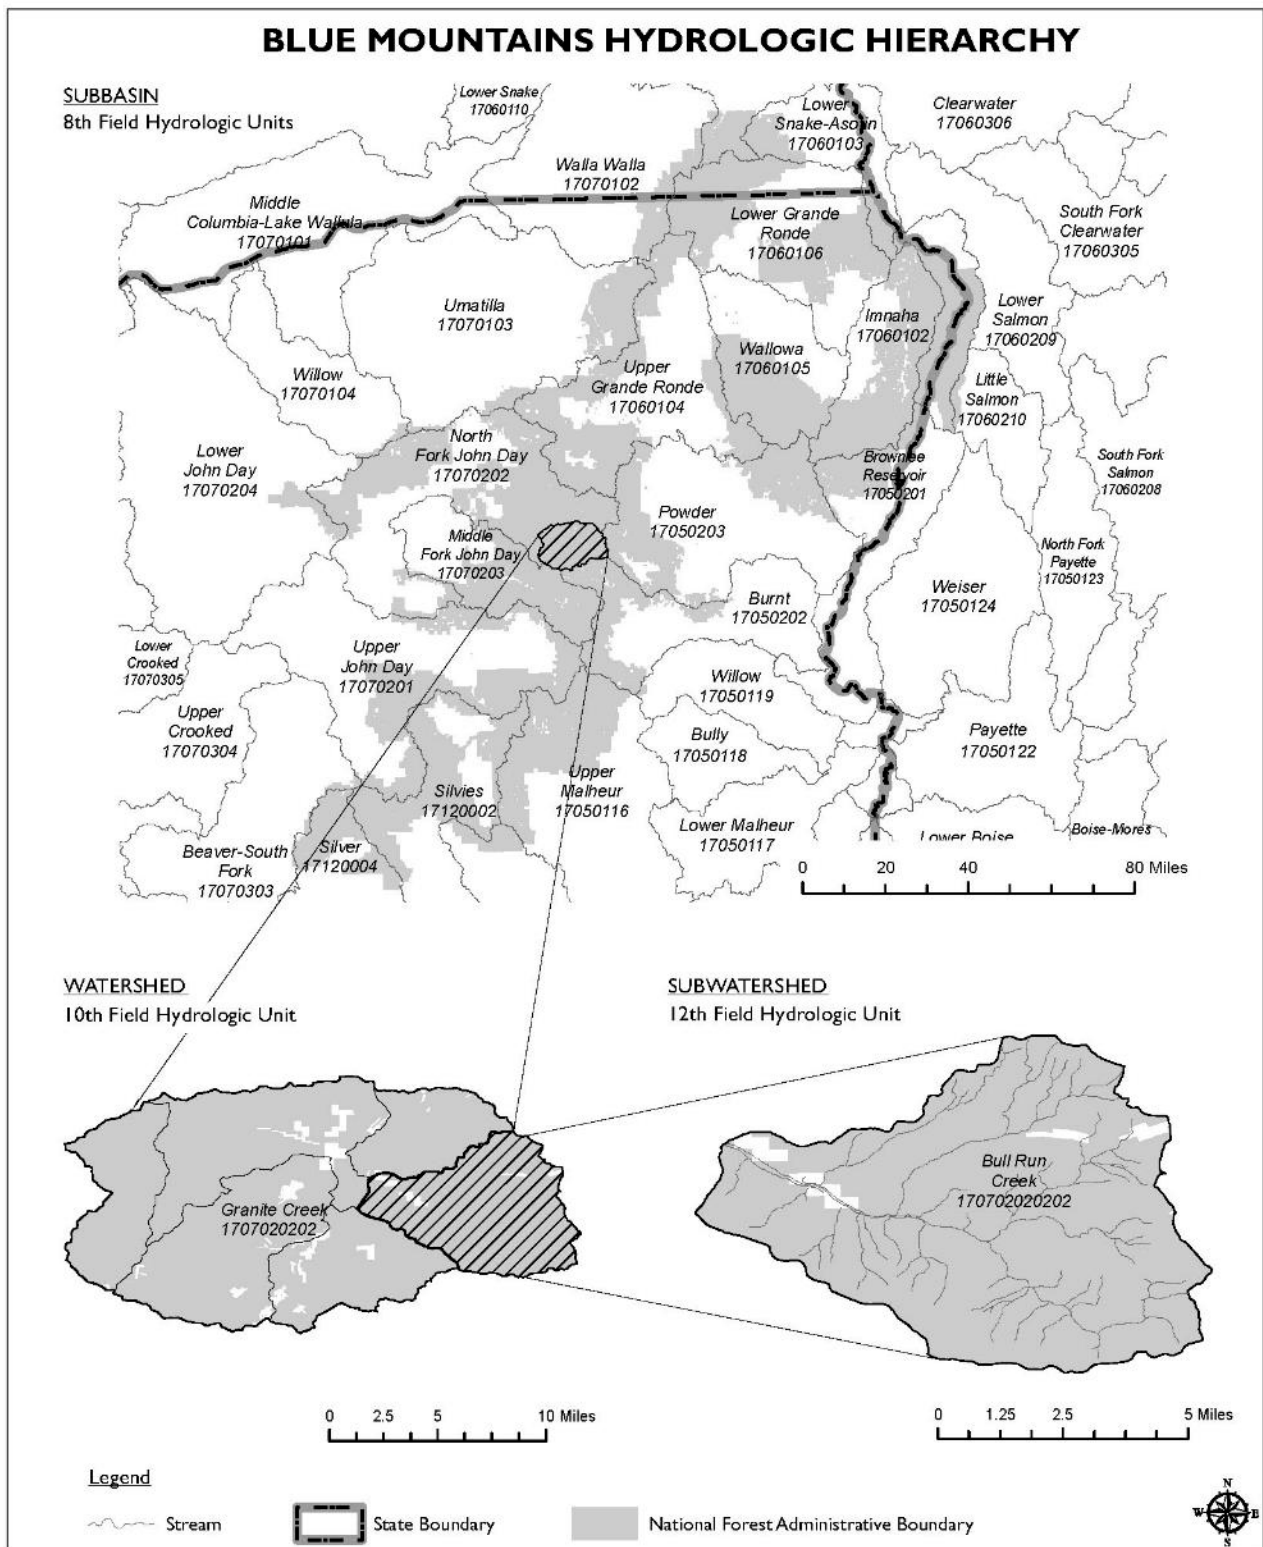 BLUE MOUNTAINS HYDROLOGIC HIERARCHY
SUBBASIN
8th Field Hydrologic Units
Lower Snake
17060110
Lower
Snake-Asotin
17060103
Clearwater
17060306
Walla Walla
17070102
Middle
Columbia-Lake Wallula
17070101
Lower Grande
Ronde
17060106
South Fork
Clearwater
17060305
Umatilla
17070103
Imnaha
17060102
Lower
Salmon
17060209
Willow
17070104
Upper
Grande Ronde
17060104
Wallowa
17060105
Little
Salmon
17060210
Lower
John Day
17070204
North
Fork John Day
17070202
Brownlee
Reservoir
17050201
South Fork
Salmon
17060208
Powder
17050203
Middle
Fork John Day
17070203
North Fork
Payette
17050123
Weiser
17050124
Burnt
17050202
Lower
Crooked
17070305
Upper
John Day
17070201
Willow
17050119
Upper
Crooked
17070304
Bully
17050118
Payette
17050122
Silvies
17120002
Upper
Malheur
17050116
Lower Malheur
17050117
Lower Boise
Boise-Mores
Beaver-South
Fork
17070303
Silver
17120004
0 20 40 80 Miles
WATERSHED
10th Field Hydrologic Unit
SUBWATERSHED
12th Field Hydrologic Unit
Granite Creek
1707020202
Bull Run
Creek
170702020202
0 2.5 5 10 Miles
0 1.25 2.5 5 Miles
Legend
Stream
State Boundary
National Forest Administrative Boundary
N
W E
S